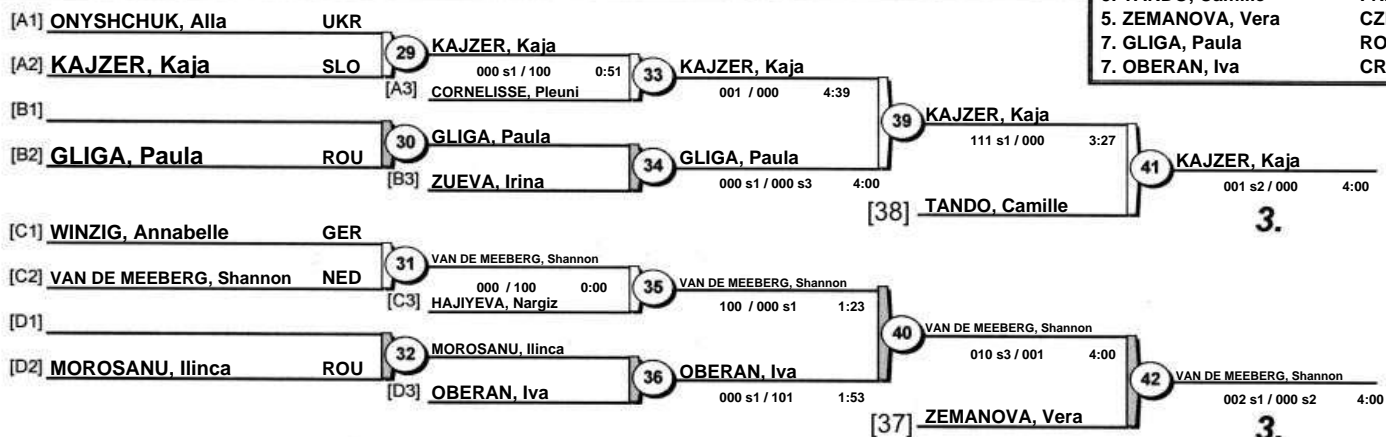 5. ZEMANOVA, Vera CZ
7. GLIGA, Paula RO
7. OBERAN, Iva CR
[A1] ONYSHCHUK, Alla UKR
[A2] KAJZER, Kaja SLO
29 KAJZER, Kaja
000 s1 / 100 0:51
[A3] CORNELISSE, Pleuni
33 KAJZER, Kaja
001 / 000 4:39
[B1]
[B2] GLIGA, Paula ROU
30 GLIGA, Paula
[B3] ZUEVA, Irina
34 GLIGA, Paula
000 s1 / 000 s3 4:00
39 KAJZER, Kaja
111 s1 / 000 3:27
[38] TANDO, Camille
41 KAJZER, Kaja
001 s2 / 000 4:00
3.
[C1] WINZIG, Annabelle GER
[C2] VAN DE MEEBERG, Shannon NED
31 VAN DE MEEBERG, Shannon
000 / 100 0:00
[C3] HAJIYEVA, Nargiz
35 VAN DE MEEBERG, Shannon
100 / 000 s1 1:23
[D1]
[D2] MOROSANU, Ilinca ROU
32 MOROSANU, Ilinca
[D3] OBERAN, Iva
36 OBERAN, Iva
000 s1 / 101 1:53
40 VAN DE MEEBERG, Shannon
010 s3 / 001 4:00
[37] ZEMANOVA, Vera
42 VAN DE MEEBERG, Shannon
002 s1 / 000 s2 4:00
3.